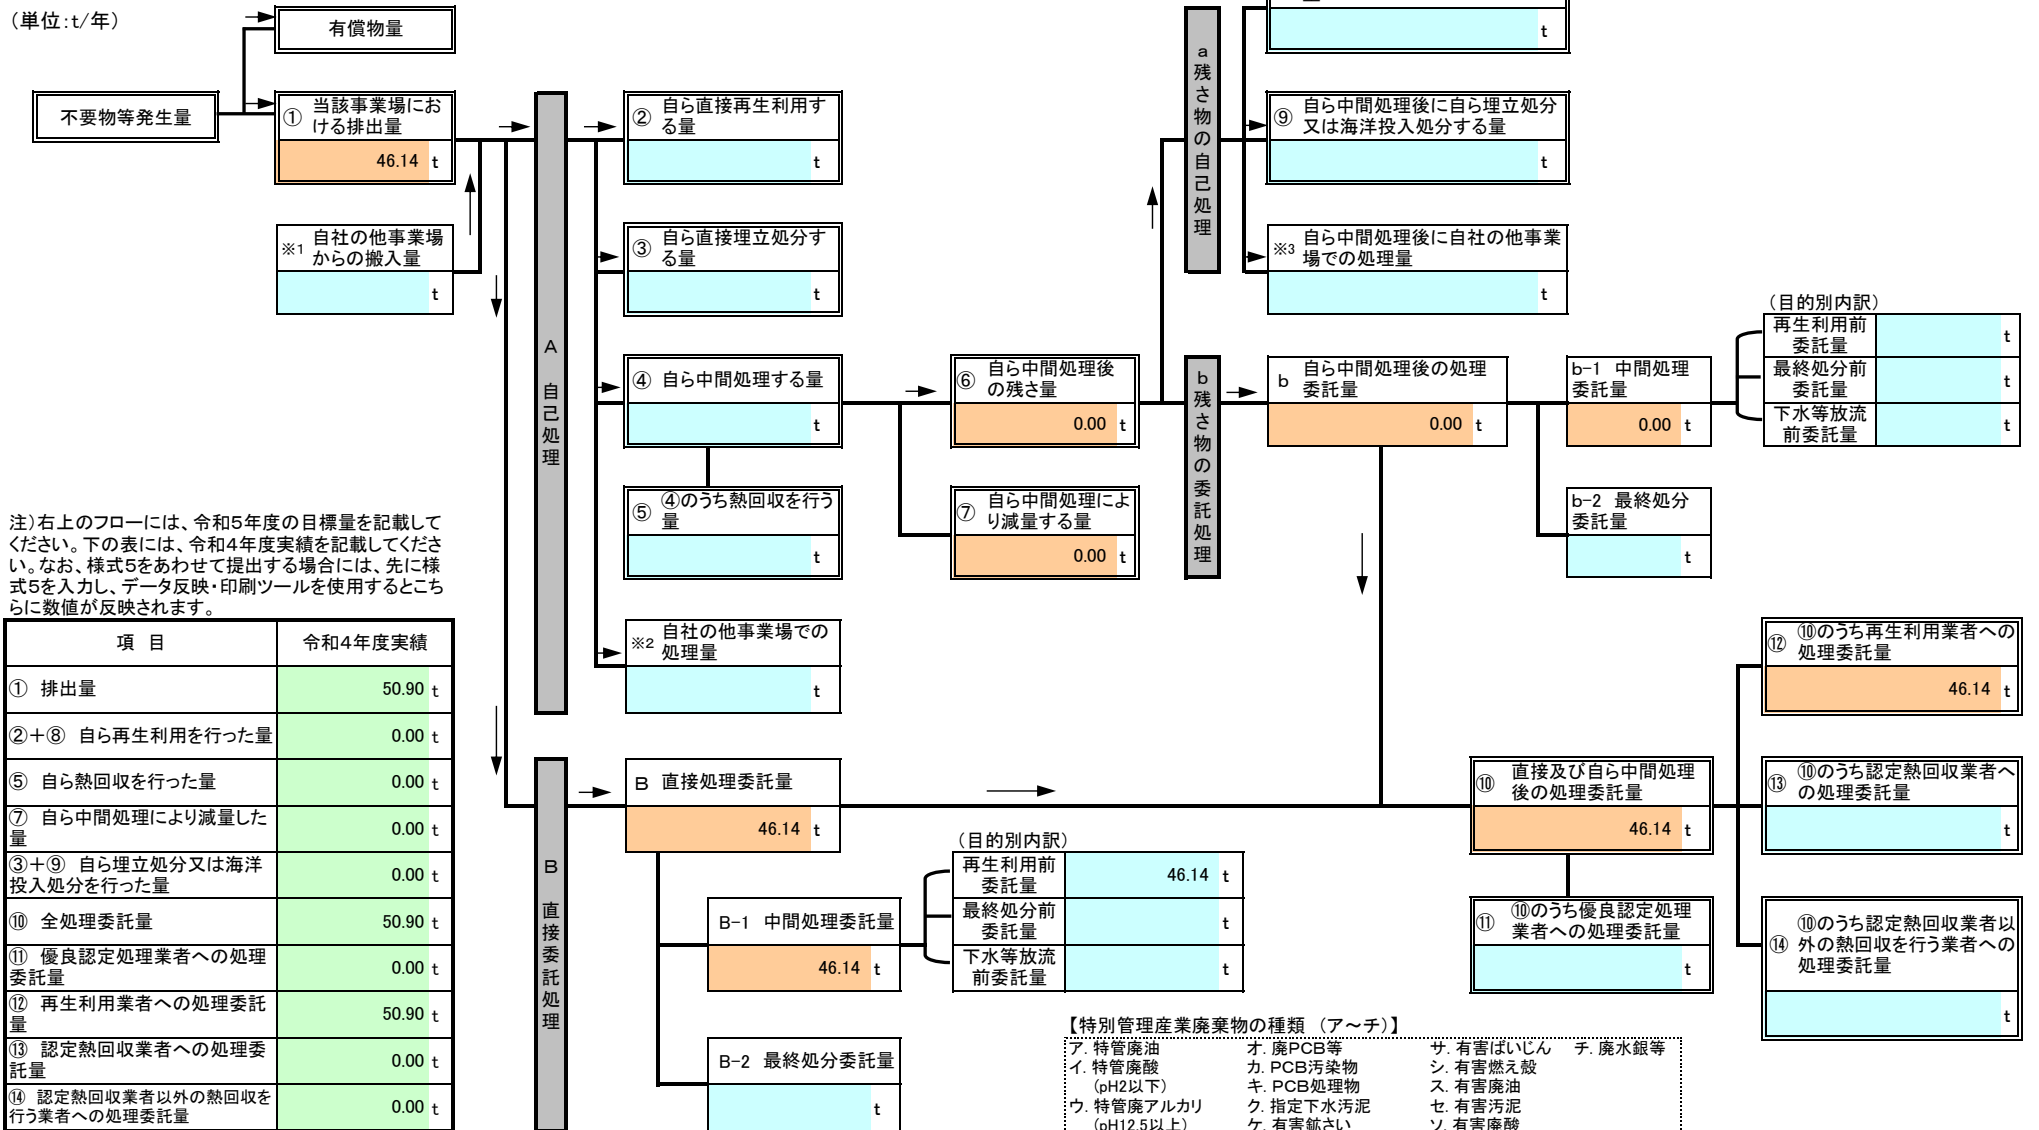 （単位：t/年）
有償物量
不要物等発生量
① 当該事業場における排出量
46.14 t
※1 自社の他事業場からの搬入量
t
A 自己処理
② 自ら直接再生利用する量
t
③ 自ら直接埋立処分する量
t
④ 自ら中間処理する量
t
⑤ ④のうち熱回収を行う量
t
※2 自社の他事業場での処理量
t
⑥ 自ら中間処理後の残さ量
0.00 t
⑦ 自ら中間処理により減量する量
0.00 t
a 残さ物の自己処理
t
⑨ 自ら中間処理後に自ら埋立処分又は海洋投入処分する量
t
※3 自ら中間処理後に自社の他事業場での処理量
t
b 残さ物の委託処理
b 自ら中間処理後の処理委託量
0.00 t
b-1 中間処理委託量
0.00 t
（目的別内訳）
再生利用前委託量 t
最終処分前委託量 t
下水等放流前委託量 t
b-2 最終処分委託量
t
注）右上のフローには、令和5年度の目標量を記載して
ください。下の表には、令和4年度実績を記載してくださ
い。なお、様式5をあわせて提出する場合には、先に様
式5を入力し、データ反映・印刷ツールを使用するとこち
らに数値が反映されます。
項 目 令和4年度実績
① 排出量 50.90 t
②＋⑧ 自ら再生利用を行った量 0.00 t
⑤ 自ら熱回収を行った量 0.00 t
⑦ 自ら中間処理により減量した量 0.00 t
③＋⑨ 自ら埋立処分又は海洋投入処分を行った量 0.00 t
⑩ 全処理委託量 50.90 t
⑪ 優良認定処理業者への処理委託量 0.00 t
⑫ 再生利用業者への処理委託量 50.90 t
⑬ 認定熱回収業者への処理委託量 0.00 t
⑭ 認定熱回収業者以外の熱回収を行う業者への処理委託量 0.00 t
B 直接委託処理
B 直接処理委託量
46.14 t
B-1 中間処理委託量
46.14 t
（目的別内訳）
再生利用前委託量 46.14 t
最終処分前委託量 t
下水等放流前委託量 t
B-2 最終処分委託量
t
⑩ 直接及び自ら中間処理後の処理委託量
46.14 t
⑪ ⑩のうち優良認定処理業者への処理委託量
t
⑫ ⑩のうち再生利用業者への処理委託量
46.14 t
⑬ ⑩のうち認定熱回収業者への処理委託量
t
⑭ ⑩のうち認定熱回収業者以外の熱回収を行う業者への処理委託量
t
【特別管理産業廃棄物の種類 （ア～チ）】
ア. 特管廃油 オ. 廃PCB等 サ. 有害ばいじん チ. 廃水銀等
イ. 特管廃酸 カ. PCB汚染物 シ. 有害燃え殻
（pH2以下） キ. PCB処理物 ス. 有害廃油
ウ. 特管廃アルカリ ク. 指定下水汚泥 セ. 有害汚泥
（pH12.5以上） ケ. 有害鉱さい ソ. 有害廃酸